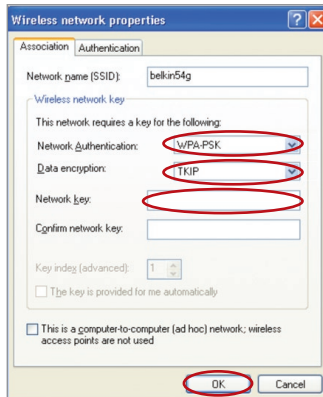 Wireless network properties
Association Authentication
Network name (SSID): belkin54g
Wireless network key
This network requires a key for the following:
Network Authentication: WPA-PSK
Data encryption: TKIP
Network key:
Confirm network key:
Key index (advanced): 1
The key is provided for me automatically
This is a computer-to-computer (ad hoc) network; wireless
access points are not used
OK Cancel